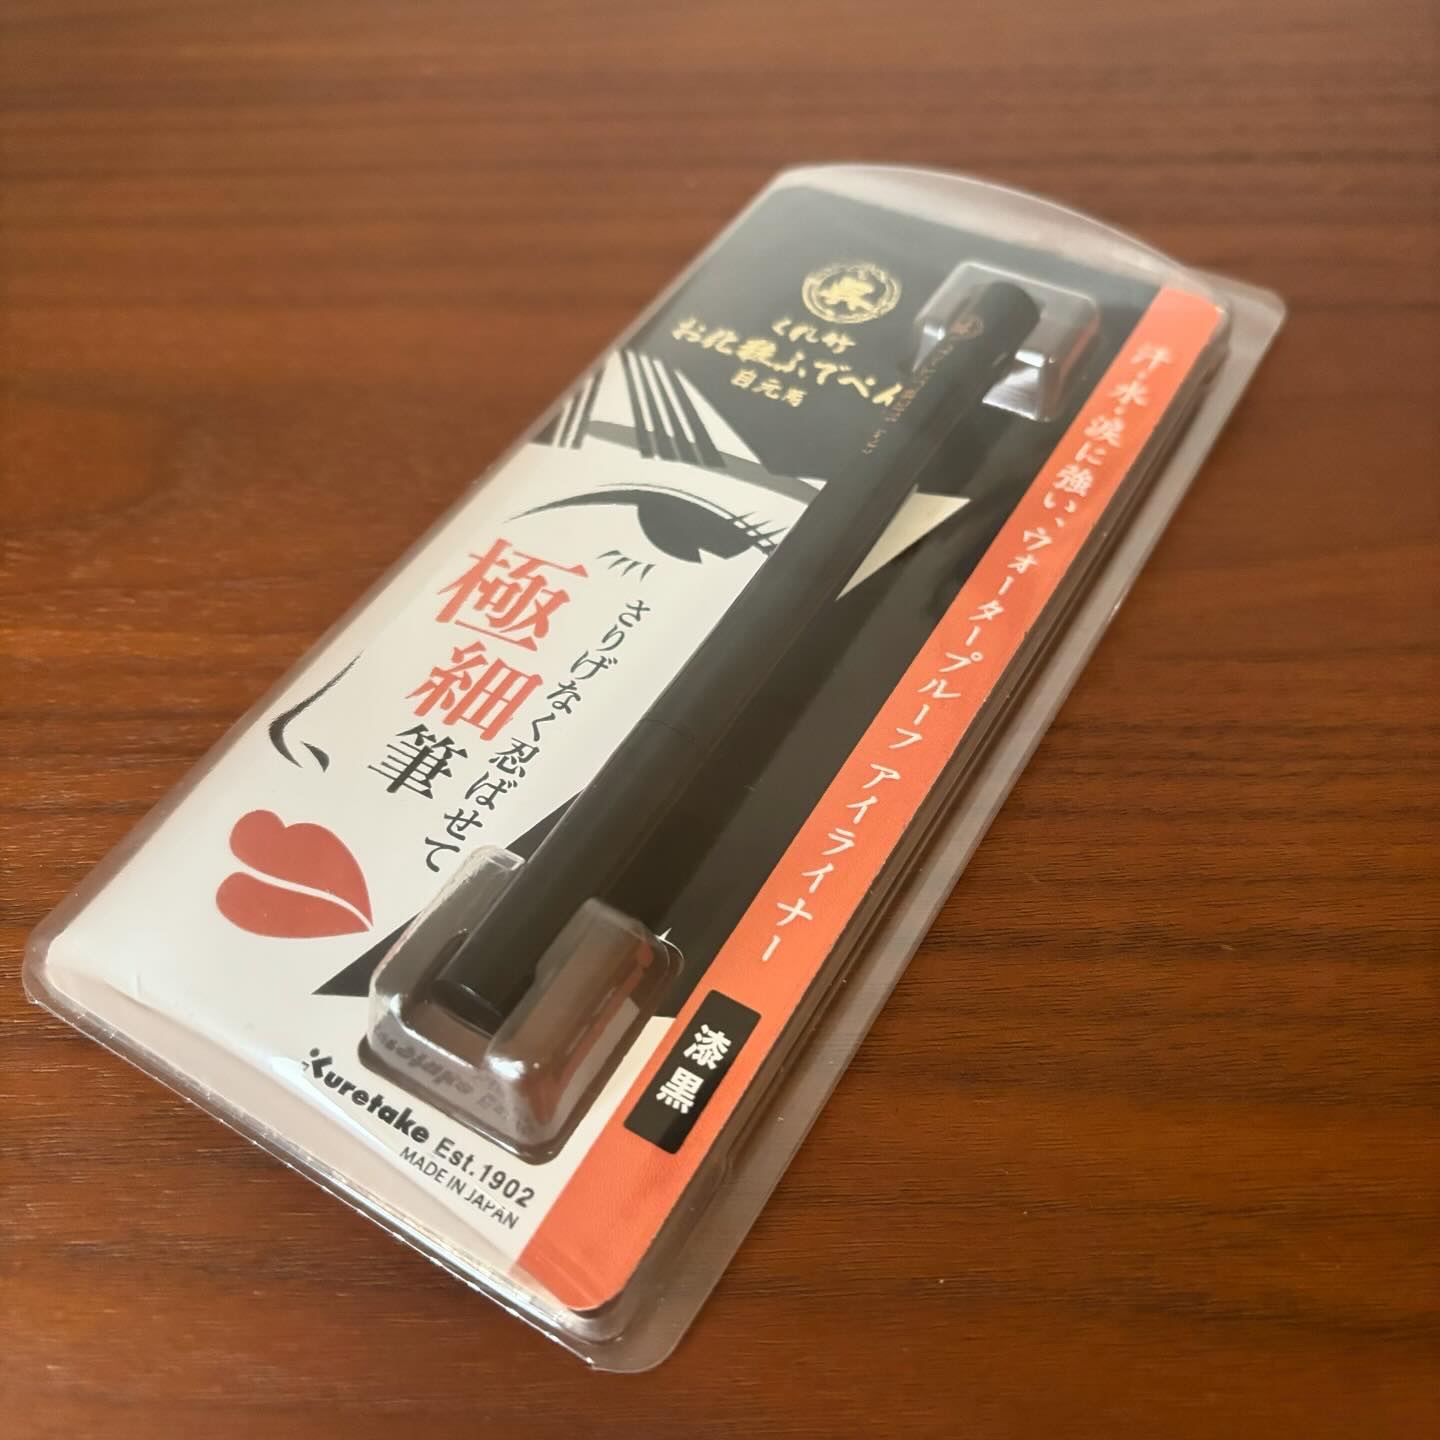 呉
くれ竹
お化粧ふでぺん
目元用
汗・水・涙に強い、ウォータープルーフ アイライナー
さりげなく忍ばせて
極細筆
漆黒
Kuretake Est.1902
MADE IN JAPAN